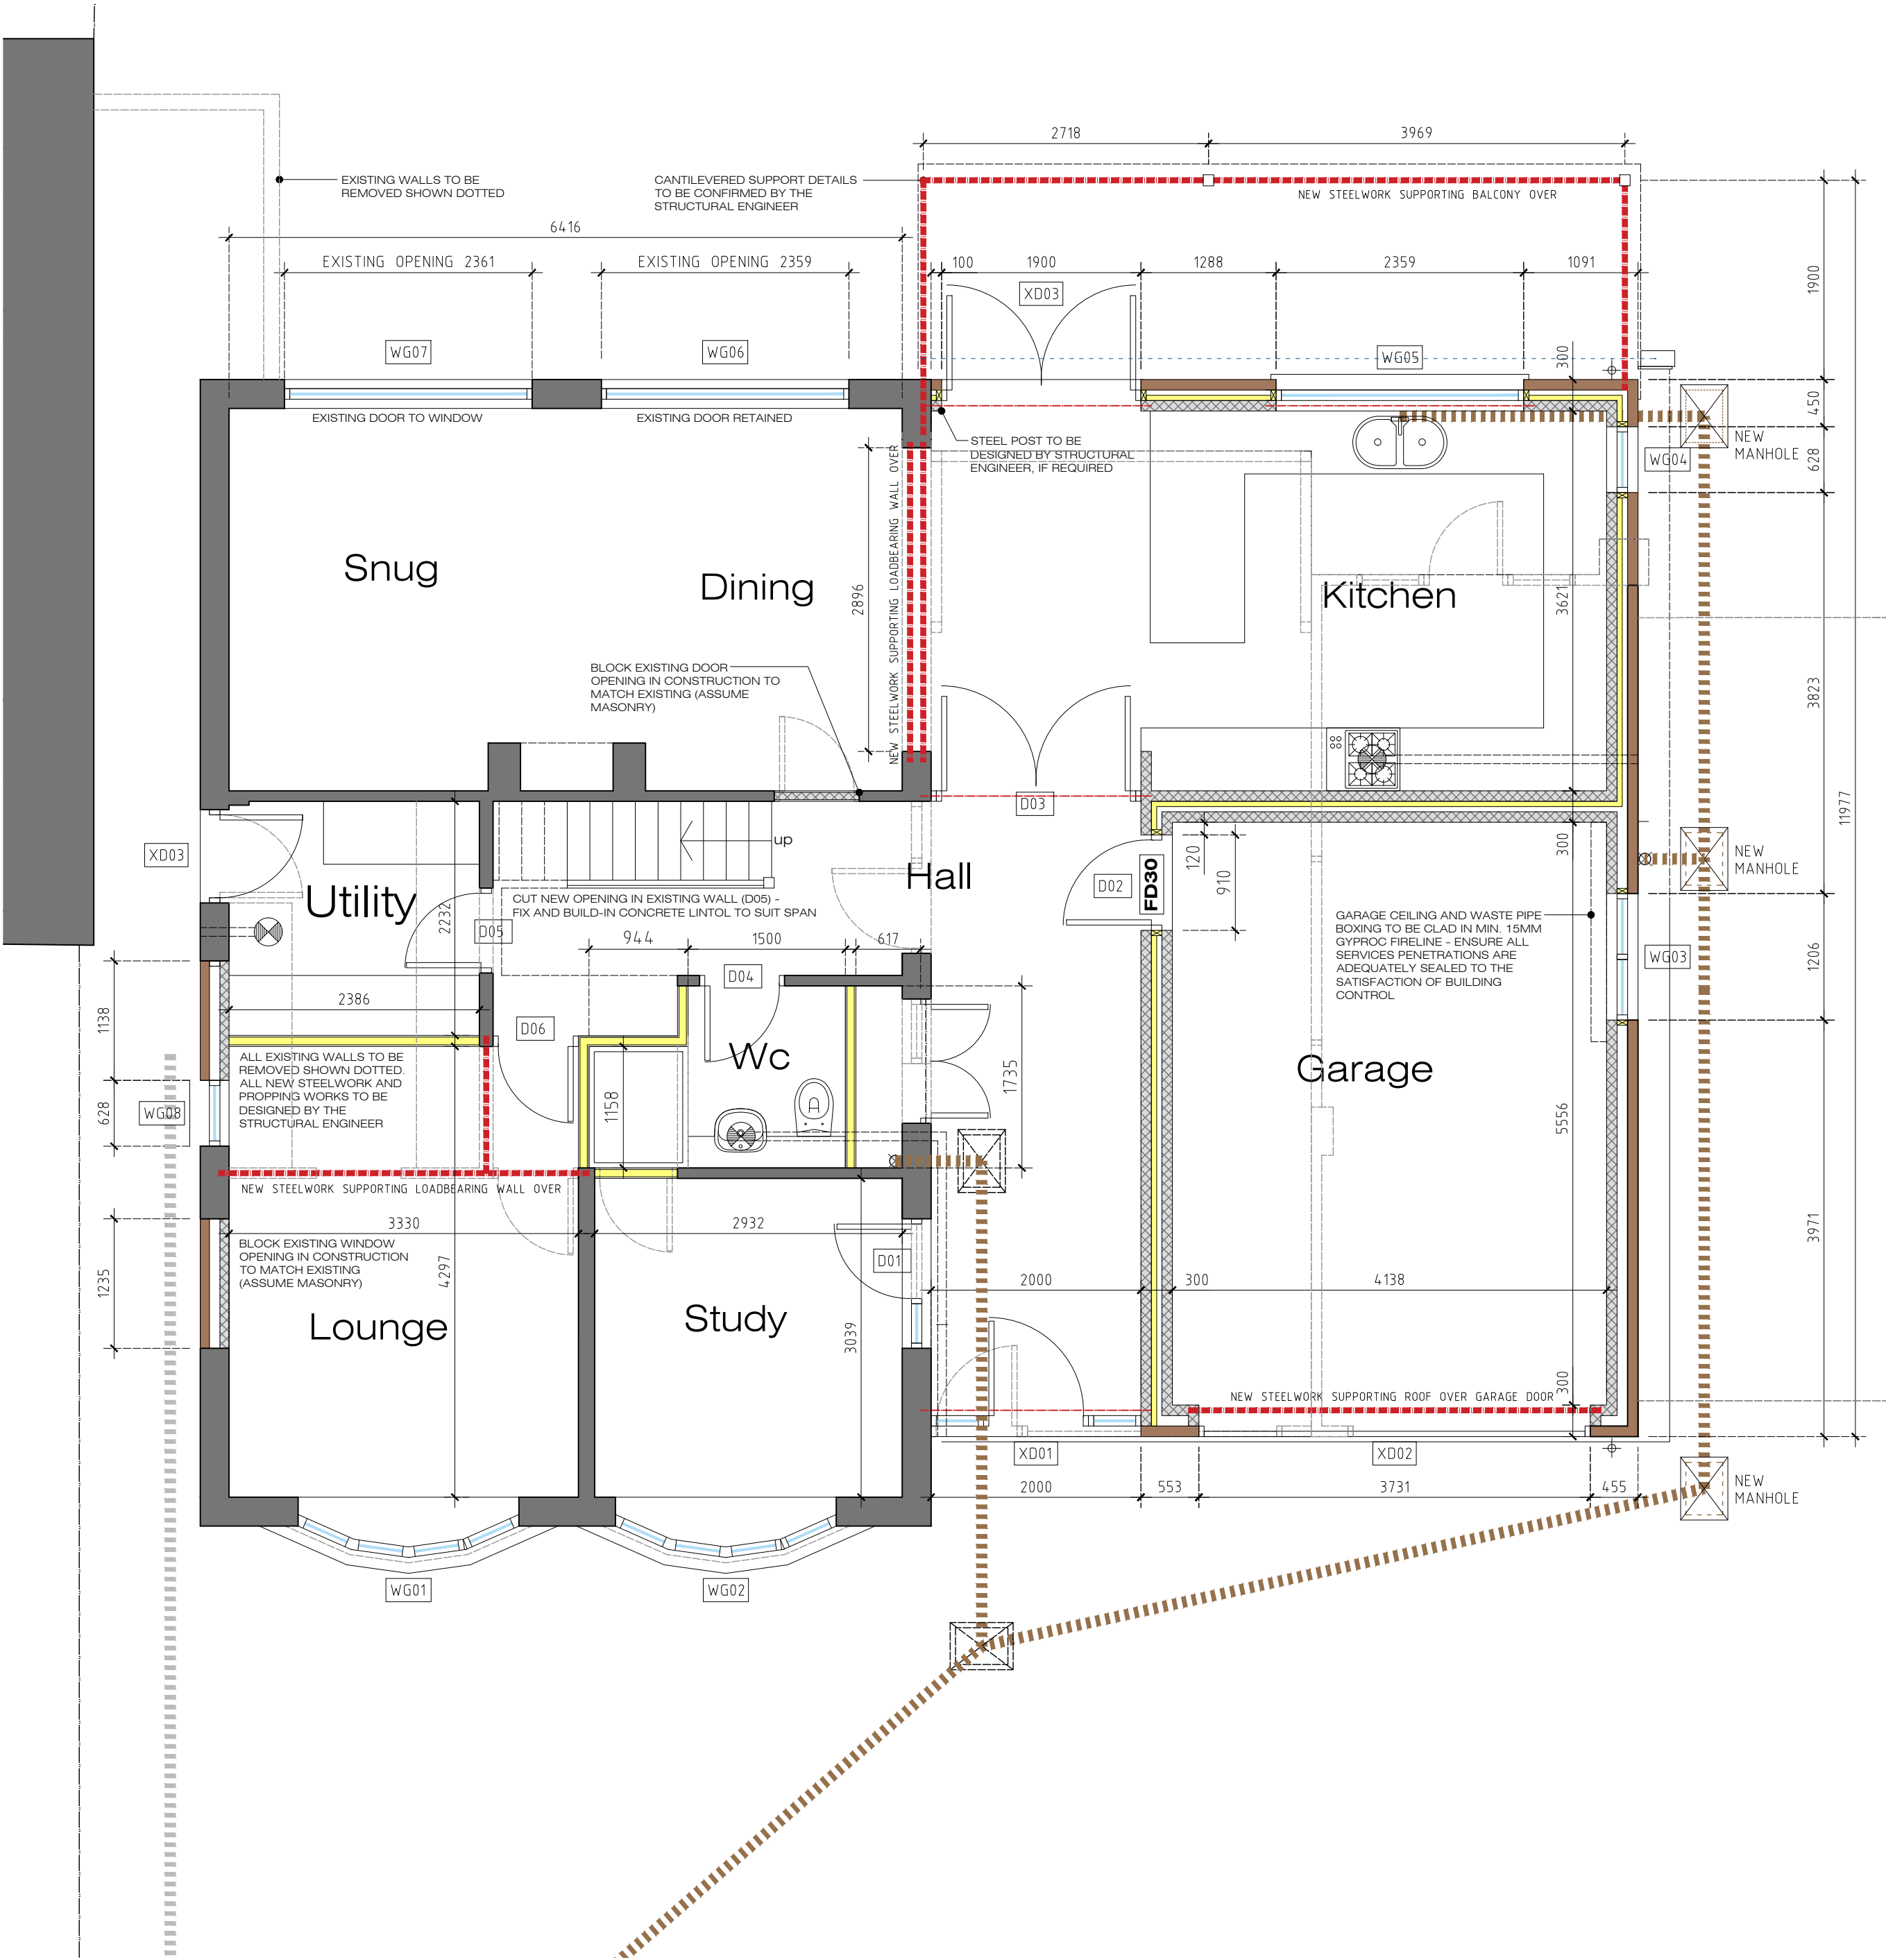 2718
3969
EXISTING WALLS TO BE
REMOVED SHOWN DOTTED
CANTILEVERED SUPPORT DETAILS
TO BE CONFIRMED BY THE
STRUCTURAL ENGINEER
NEW STEELWORK SUPPORTING BALCONY OVER
6416
EXISTING OPENING 2361
EXISTING OPENING 2359
100
1900
1288
2359
1091
1900
XD03
WG07
WG06
WG05
300
EXISTING DOOR TO WINDOW
EXISTING DOOR RETAINED
450
STEEL POST TO BE
DESIGNED BY STRUCTURAL
ENGINEER, IF REQUIRED
NEW
MANHOLE
WG04
628
NEW STEELWORK SUPPORTING LOADBEARING WALL OVER
2896
Snug
Dining
Kitchen
3621
3823
11977
BLOCK EXISTING DOOR
OPENING IN CONSTRUCTION TO
MATCH EXISTING (ASSUME
MASONRY)
D03
up
XD03
Utility
2232
Hall
D02
FD30
120
910
300
NEW
MANHOLE
CUT NEW OPENING IN EXISTING WALL (D05) -
FIX AND BUILD-IN CONCRETE LINTOL TO SUIT SPAN
D05
944
1500
617
D04
GARAGE CEILING AND WASTE PIPE
BOXING TO BE CLAD IN MIN. 15MM
GYPROC FIRELINE - ENSURE ALL
SERVICES PENETRATIONS ARE
ADEQUATELY SEALED TO THE
SATISFACTION OF BUILDING
CONTROL
WG03
1206
2386
D06
1138
Wc
1735
Garage
ALL EXISTING WALLS TO BE
REMOVED SHOWN DOTTED.
ALL NEW STEELWORK AND
PROPPING WORKS TO BE
DESIGNED BY THE
STRUCTURAL ENGINEER
WG08
628
1158
5556
NEW STEELWORK SUPPORTING LOADBEARING WALL OVER
3330
2932
BLOCK EXISTING WINDOW
OPENING IN CONSTRUCTION
TO MATCH EXISTING
(ASSUME MASONRY)
1235
4297
D01
2000
300
4138
3971
Lounge
Study
3039
300
NEW STEELWORK SUPPORTING ROOF OVER GARAGE DOOR
XD01
XD02
2000
553
3731
455
NEW
MANHOLE
WG01
WG02